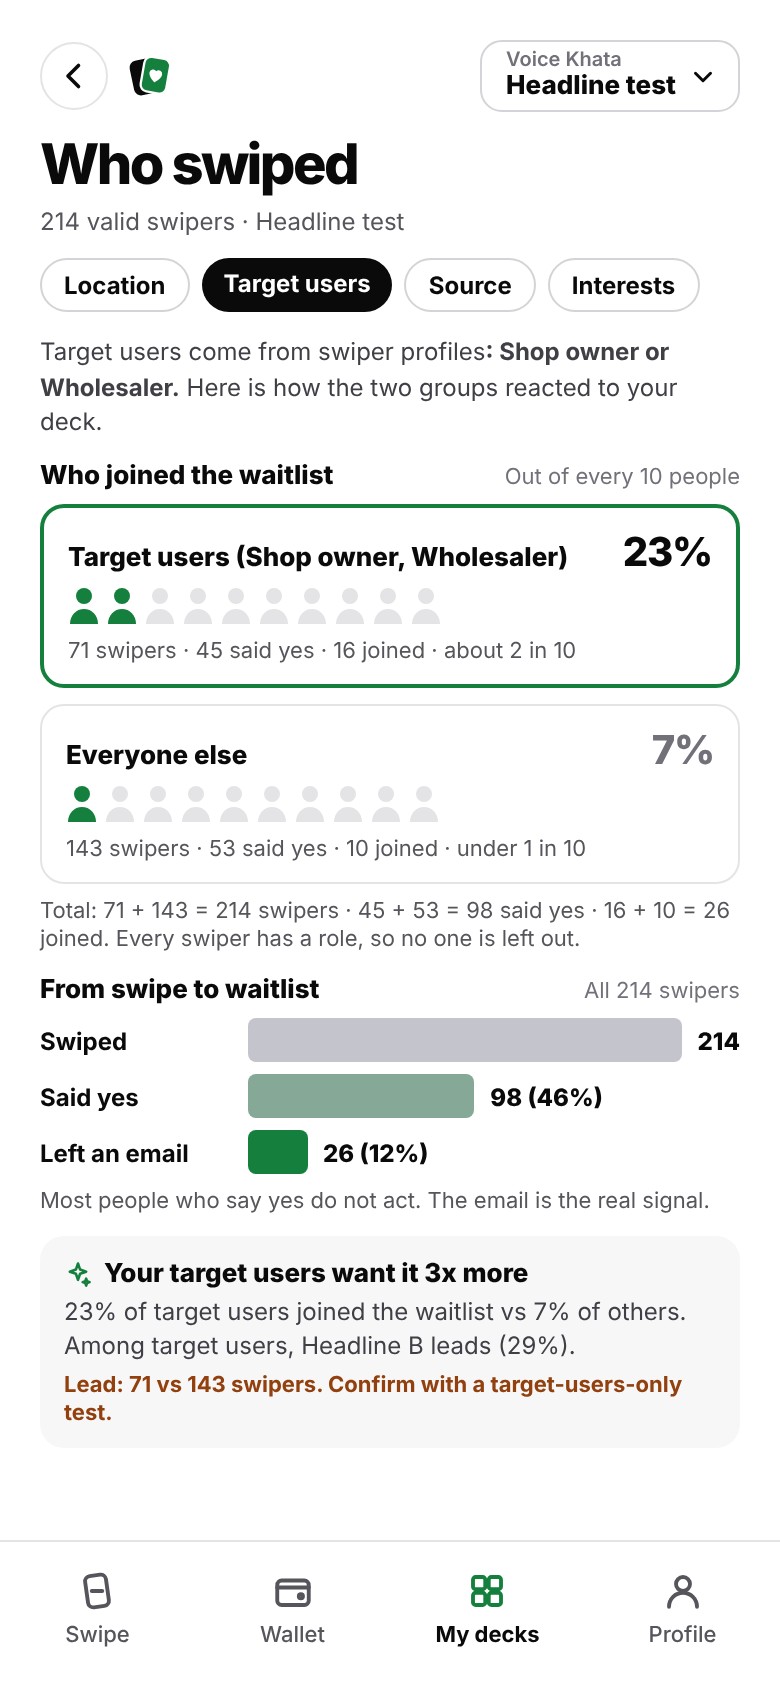 Voice Khata
Headline test
Who swiped
214 valid swipers · Headline test
Location
Target users
Source
Interests
Target users come from swiper profiles: Shop owner or
Wholesaler. Here is how the two groups reacted to your
deck.
Who joined the waitlist
Out of every 10 people
Target users (Shop owner, Wholesaler)
23%
71 swipers · 45 said yes · 16 joined · about 2 in 10
Everyone else
7%
143 swipers · 53 said yes · 10 joined · under 1 in 10
Total: 71 + 143 = 214 swipers · 45 + 53 = 98 said yes · 16 + 10 = 26
joined. Every swiper has a role, so no one is left out.
From swipe to waitlist
All 214 swipers
Swiped
214
Said yes
98 (46%)
Left an email
26 (12%)
Most people who say yes do not act. The email is the real signal.
Your target users want it 3x more
23% of target users joined the waitlist vs 7% of others.
Among target users, Headline B leads (29%).
Lead: 71 vs 143 swipers. Confirm with a target-users-only
test.
Swipe
Wallet
My decks
Profile